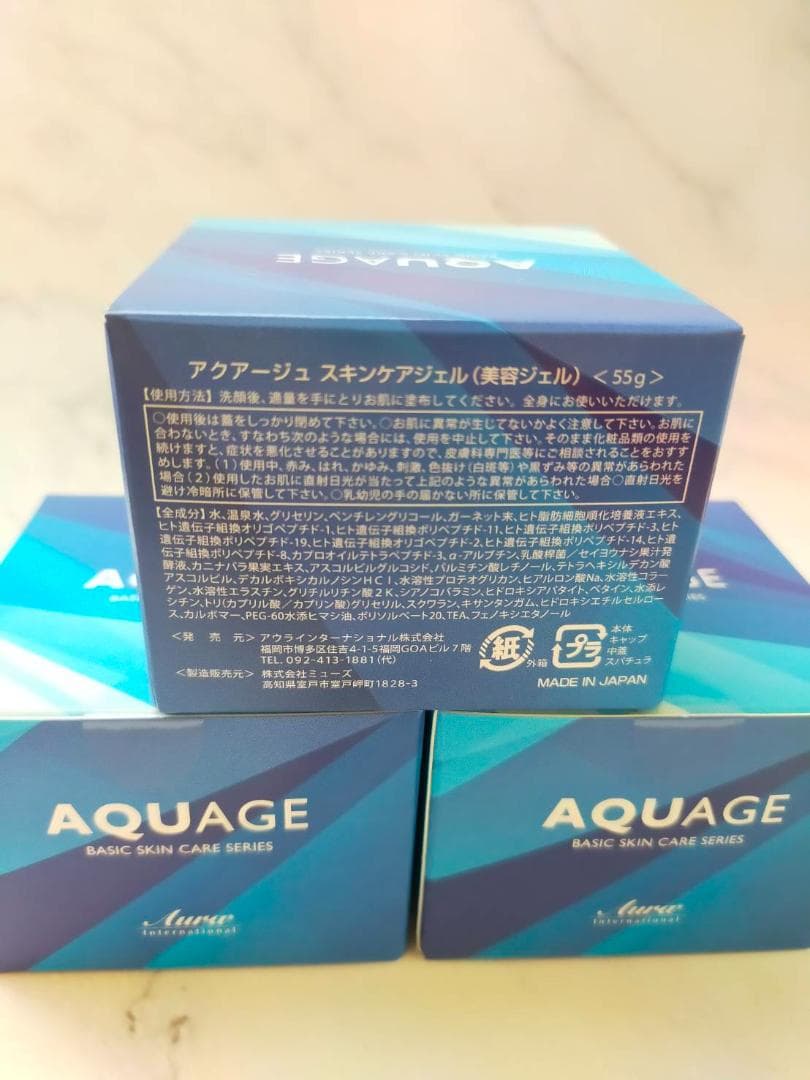 AQUAGE
アクアージュ スキンケアジェル(美容ジェル) <55g>
【使用方法】洗顔後、適量を手にとりお肌に塗布してください。全身にお使いいただけます。
○使用後は蓋をしっかり閉めて下さい。○お肌に異常が生じてないかよく注意して下さい。お肌に
合わないとき、すなわち次のような場合には、使用を中止して下さい。そのまま化粧品類の使用を
続けますと、症状を悪化させることがありますので、皮膚科専門医等にご相談されることをおすす
めします。(1)使用中、赤み、はれ、かゆみ、刺激、色抜け(白斑等)や黒ずみ等の異常があらわれた
場合(2)使用したお肌に直射日光が当たって上記のような異常があらわれた場合○直射日光を
避け冷暗所に保管して下さい。○乳幼児の手の届かない所に保管して下さい。
【全成分】水、温泉水、グリセリン、ペンチレングリコール、ガーネット末、ヒト脂肪細胞順化培養液エキス、
ヒト遺伝子組換オリゴペプチド-1、ヒト遺伝子組換ポリペプチド-11、ヒト遺伝子組換ポリペプチド-3、ヒト
遺伝子組換ポリペプチド-19、ヒト遺伝子組換オリゴペプチド-2、ヒト遺伝子組換ポリペプチド-14、ヒト遺
伝子組換ポリペプチド-8、カプロオイルテトラペプチド-3、α-アルブチン、乳酸桿菌/セイヨウナシ果汁発
酵液、カニナバラ果実エキス、アスコルビルグルコシド、パルミチン酸レチノール、テトラヘキシルデカン酸
アスコルビル、デカルボキシカルノシンHCl、水溶性プロテオグリカン、ヒアルロン酸Na、水溶性コラー
ゲン、水溶性エラスチン、グリチルリチン酸2K、シアノコバラミン、ヒドロキシアパタイト、ベタイン、水添レ
シチン、トリ(カプリル酸/カプリン酸)グリセリル、スクワラン、キサンタンガム、ヒドロキシエチルセルロー
ス、カルボマー、PEG-60水添ヒマシ油、ポリソルベート20、TEA、フェノキシエタノール
<発売元> アウラインターナショナル株式会社
福岡市博多区住吉4-1-5福岡GOAビル7階
TEL. 092-413-1881(代)
<製造販売元> 株式会社ミューズ
高知県室戸市室戸岬町1828-3
紙
外箱
プラ
本体
キャップ
中蓋
スパチュラ
MADE IN JAPAN
AQUAGE
BASIC SKIN CARE SERIES
Aura
International
AQUAGE
BASIC SKIN CARE SERIES
Aura
International